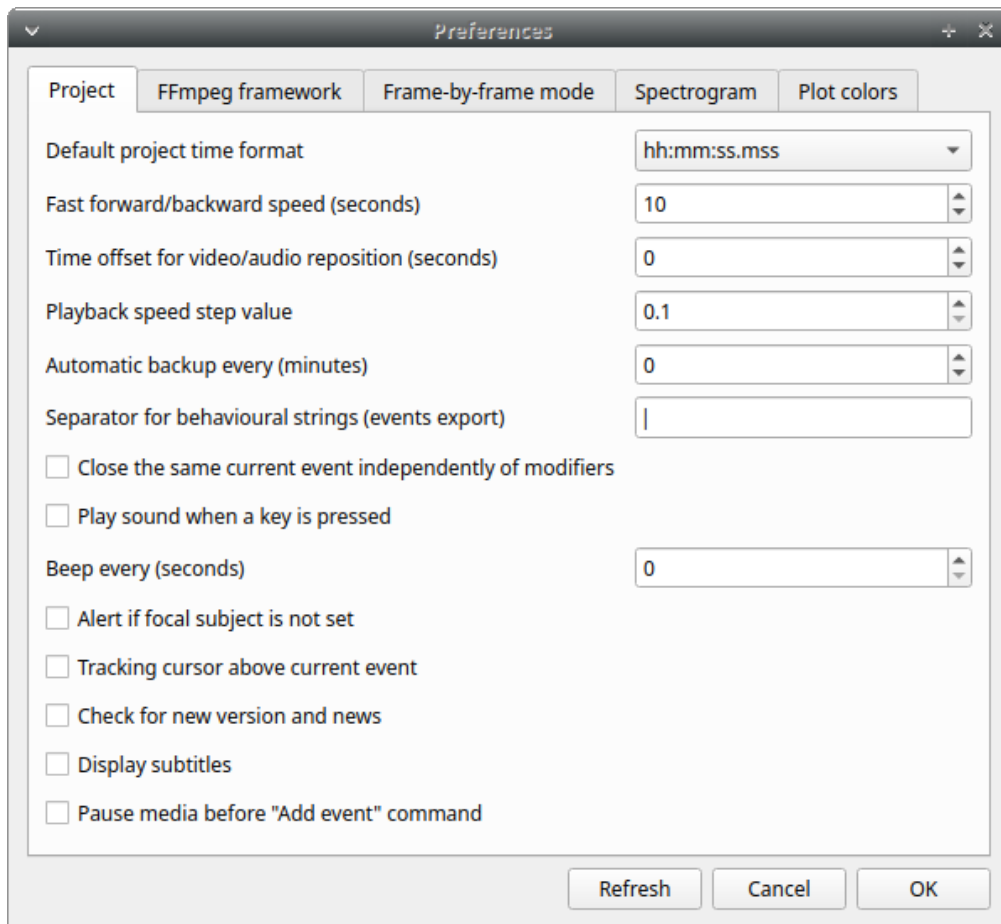 Preferences
Project FFmpeg framework Frame-by-frame mode Spectrogram Plot colors
Default project time format hh:mm:ss.mss
Fast forward/backward speed (seconds) 10
Time offset for video/audio reposition (seconds) 0
Playback speed step value 0.1
Automatic backup every (minutes) 0
Separator for behavioural strings (events export) |
Close the same current event independently of modifiers
Play sound when a key is pressed
Beep every (seconds) 0
Alert if focal subject is not set
Tracking cursor above current event
Check for new version and news
Display subtitles
Pause media before "Add event" command
Refresh Cancel OK